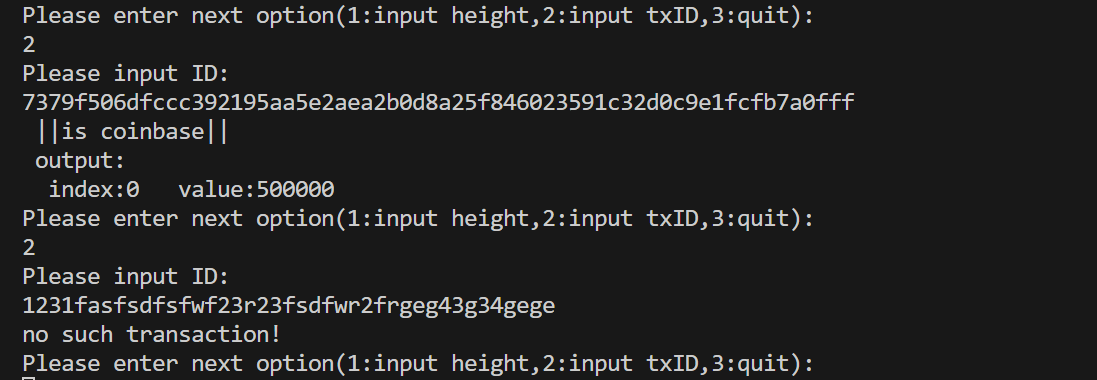 Please enter next option(1:input height,2:input txID,3:quit):
2
Please input ID:
7379f506dfccc392195aa5e2aea2b0d8a25f846023591c32d0c9e1fcfb7a0fff
||is coinbase||
output:
index:0   value:500000
Please enter next option(1:input height,2:input txID,3:quit):
2
Please input ID:
1231fasfsdfsfwf23r23fsdfwr2frgeg43g34gege
no such transaction!
Please enter next option(1:input height,2:input txID,3:quit):